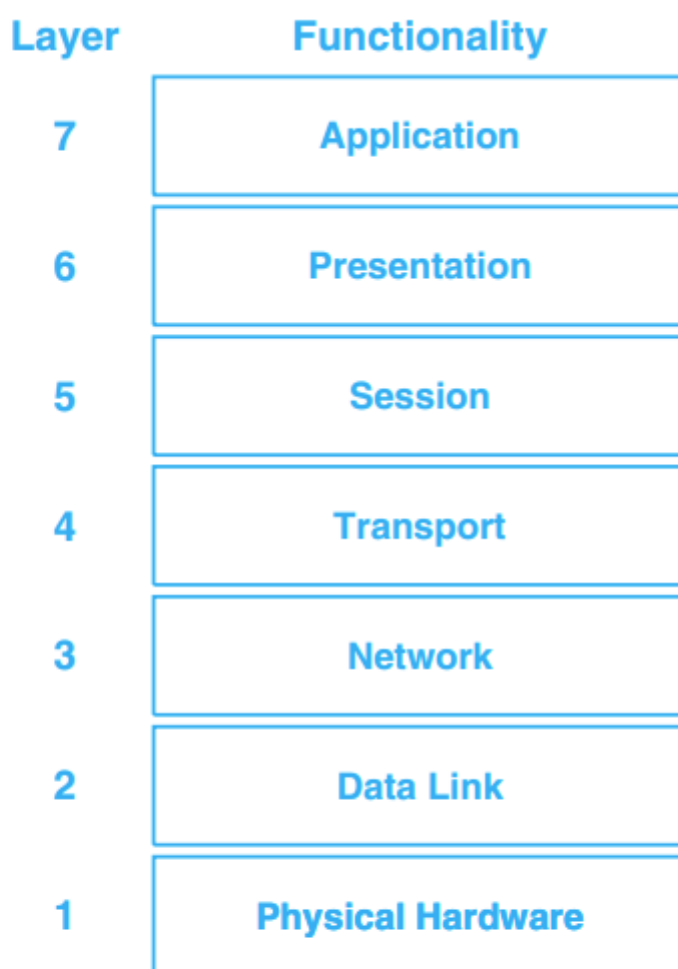 Layer Functionality
7 Application
6 Presentation
5 Session
4 Transport
3 Network
2 Data Link
1 Physical Hardware